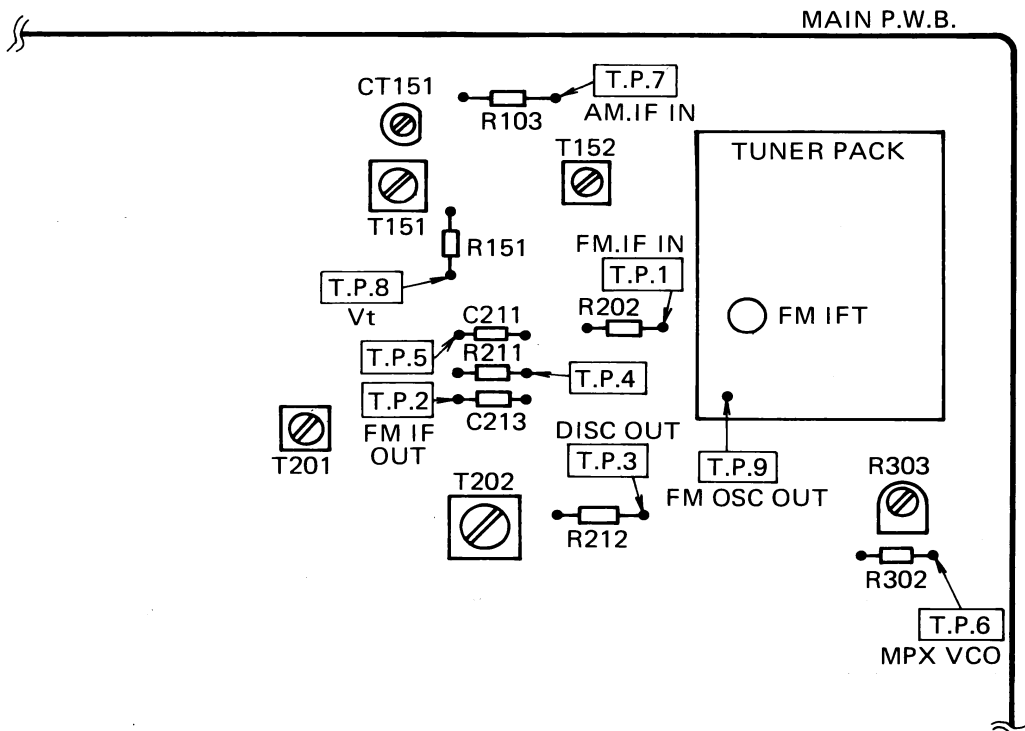 MAIN P.W.B.
CT151
T.P.7
AM.IF IN
R103
T152
TUNER PACK
T151
R151
FM.IF IN
T.P.1
T.P.8
Vt
C211
R202
FM IFT
T.P.5
R211
T.P.4
T.P.2
C213
FM IF
OUT
T201
DISC OUT
T.P.3
T.P.9
FM OSC OUT
R303
T202
R212
R302
T.P.6
MPX VCO